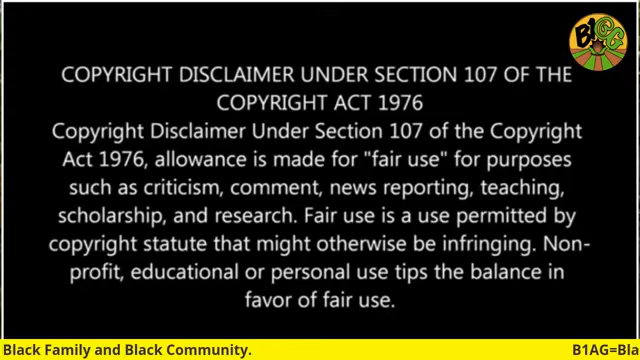 B1AG
COPYRIGHT DISCLAIMER UNDER SECTION 107 OF THE
COPYRIGHT ACT 1976
Copyright Disclaimer Under Section 107 of the Copyright
Act 1976, allowance is made for "fair use" for purposes
such as criticism, comment, news reporting, teaching,
scholarship, and research. Fair use is a use permitted by
copyright statute that might otherwise be infringing. Non-
profit, educational or personal use tips the balance in
favor of fair use.
Black Family and Black Community. B1AG=Bla